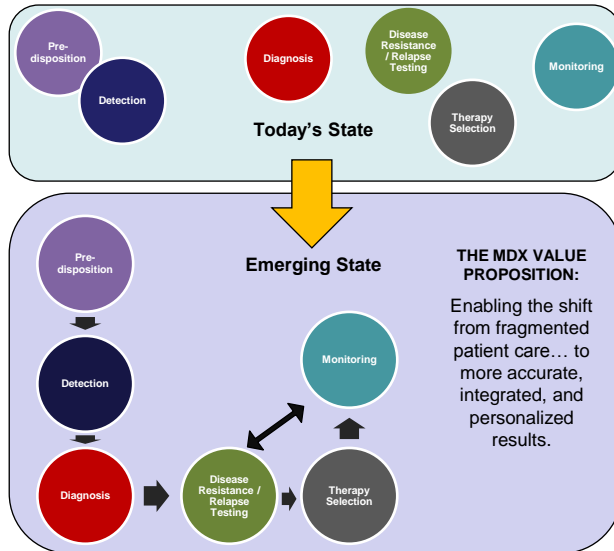 Pre-
disposition
Detection
Diagnosis
Disease
Resistance
/ Relapse
Testing
Therapy
Selection
Monitoring
Today's State
Emerging State
Pre-
disposition
Detection
Diagnosis
Disease
Resistance /
Relapse
Testing
Therapy
Selection
Monitoring
THE MDX VALUE
PROPOSITION:
Enabling the shift
from fragmented
patient care… to
more accurate,
integrated, and
personalized
results.